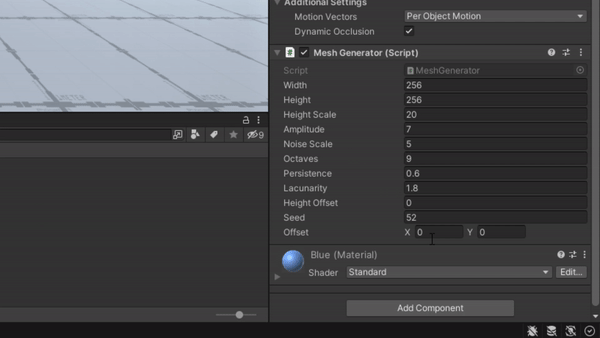 Additional Settings
Motion Vectors Per Object Motion
Dynamic Occlusion
# Mesh Generator (Script)
Script MeshGenerator
Width 256
Height 256
Height Scale 20
Amplitude 7
Noise Scale 5
Octaves 9
Persistence 0.6
Lacunarity 1.8
Height Offset 0
Seed 52
Offset X 0 Y 0
9
Blue (Material)
Shader Standard Edit...
Add Component